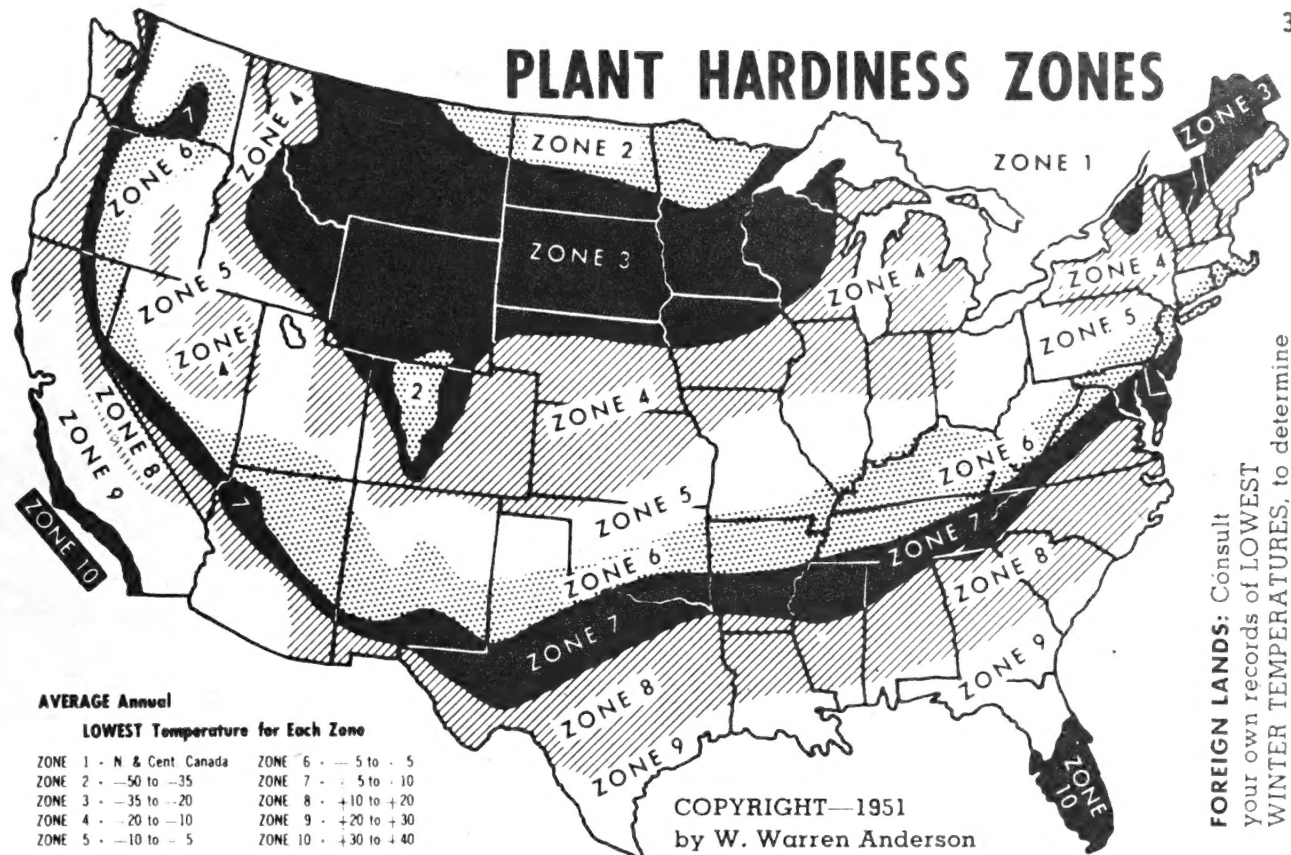 3
PLANT HARDINESS ZONES
ZONE 3
ZONE 4
ZONE 2
ZONE 1
7
ZONE 6
ZONE 3
ZONE 5
ZONE 4
ZONE 4
ZONE 5
ZONE 4
2
ZONE 4
ZONE 8
ZONE 9
ZONE 10
7
ZONE 5
ZONE 6
ZONE 6
ZONE 7
ZONE 7
ZONE 8
ZONE 8
ZONE 9
ZONE 9
ZONE 10
AVERAGE Annual
LOWEST Temperature for Each Zone
ZONE 1 - N & Cent. Canada
ZONE 2 - —50 to —35
ZONE 3 - —35 to —20
ZONE 4 - -20 to —10
ZONE 5 - —10 to - 5
ZONE 6 - — 5 to 5
ZONE 7 - 5 to 10
ZONE 8 - +10 to +20
ZONE 9 - +20 to +30
ZONE 10 - +30 to +40
COPYRIGHT—1951
by W. Warren Anderson
FOREIGN LANDS: Consult
your own records of LOWEST
WINTER TEMPERATURES, to determine